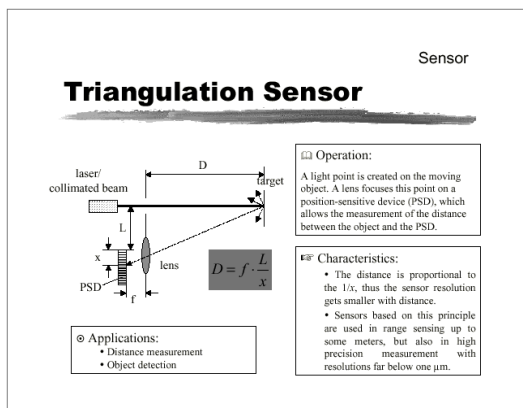 Sensor
Triangulation Sensor
D
laser/
collimated beam
target
L
x
lens
PSD
f
D = f · L/x
🕮 Operation:
A light point is created on the moving
object. A lens focuses this point on a
position-sensitive device (PSD), which
allows the measurement of the distance
between the object and the PSD.
☞ Characteristics:
• The distance is proportional to
the 1/x, thus the sensor resolution
gets smaller with distance.
• Sensors based on this principle
are used in range sensing up to
some meters, but also in high
precision measurement with
resolutions far below one µm.
⊙ Applications:
• Distance measurement
• Object detection